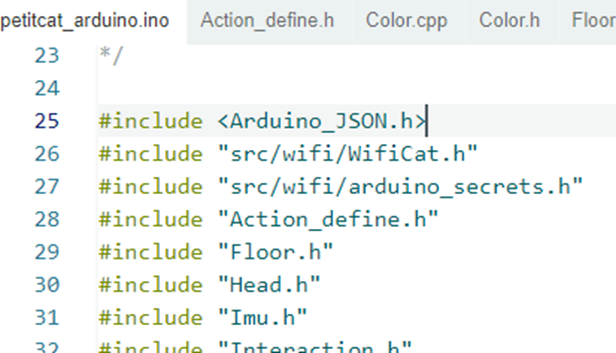 petitcat_arduino.ino Action_define.h Color.cpp Color.h Floor
23 */
24
25 #include <Arduino_JSON.h>
26 #include "src/wifi/WifiCat.h"
27 #include "src/wifi/arduino_secrets.h"
28 #include "Action_define.h"
29 #include "Floor.h"
30 #include "Head.h"
31 #include "Imu.h"
32 #include "Interaction.h"